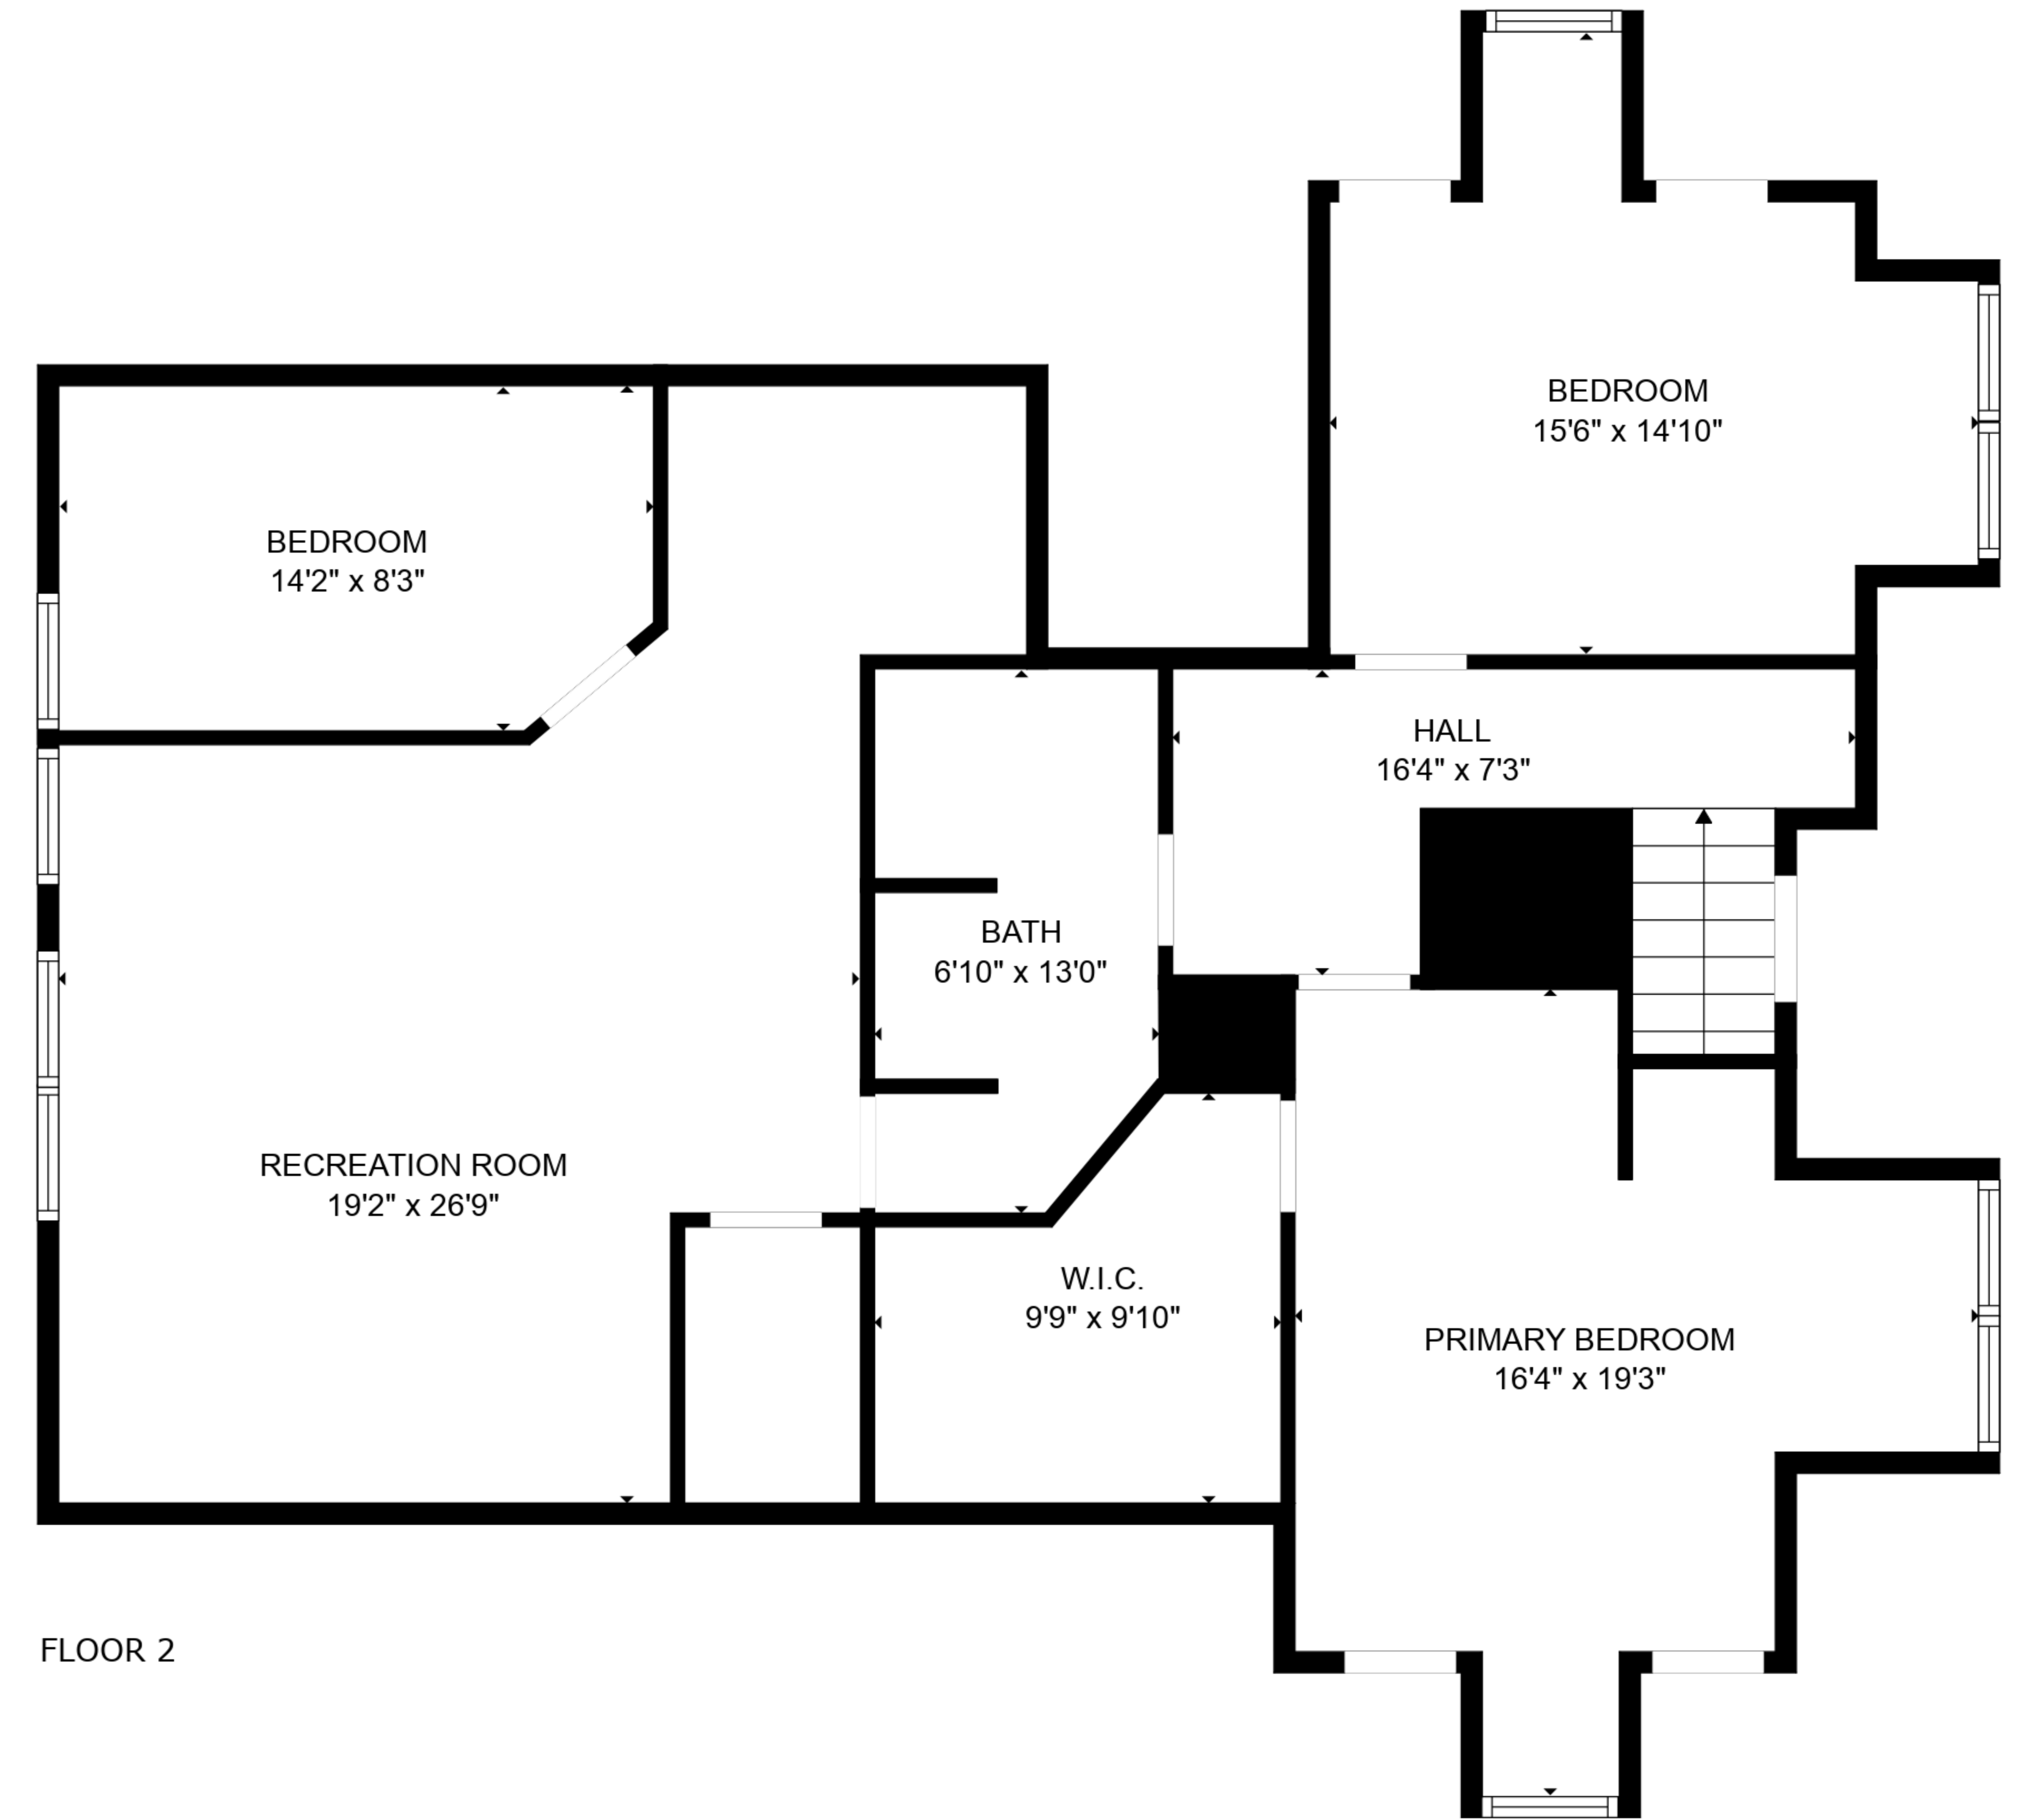 BEDROOM
15'6" x 14'10"
BEDROOM
14'2" x 8'3"
HALL
16'4" x 7'3"
BATH
6'10" x 13'0"
RECREATION ROOM
19'2" x 26'9"
W.I.C.
9'9" x 9'10"
PRIMARY BEDROOM
16'4" x 19'3"
FLOOR 2